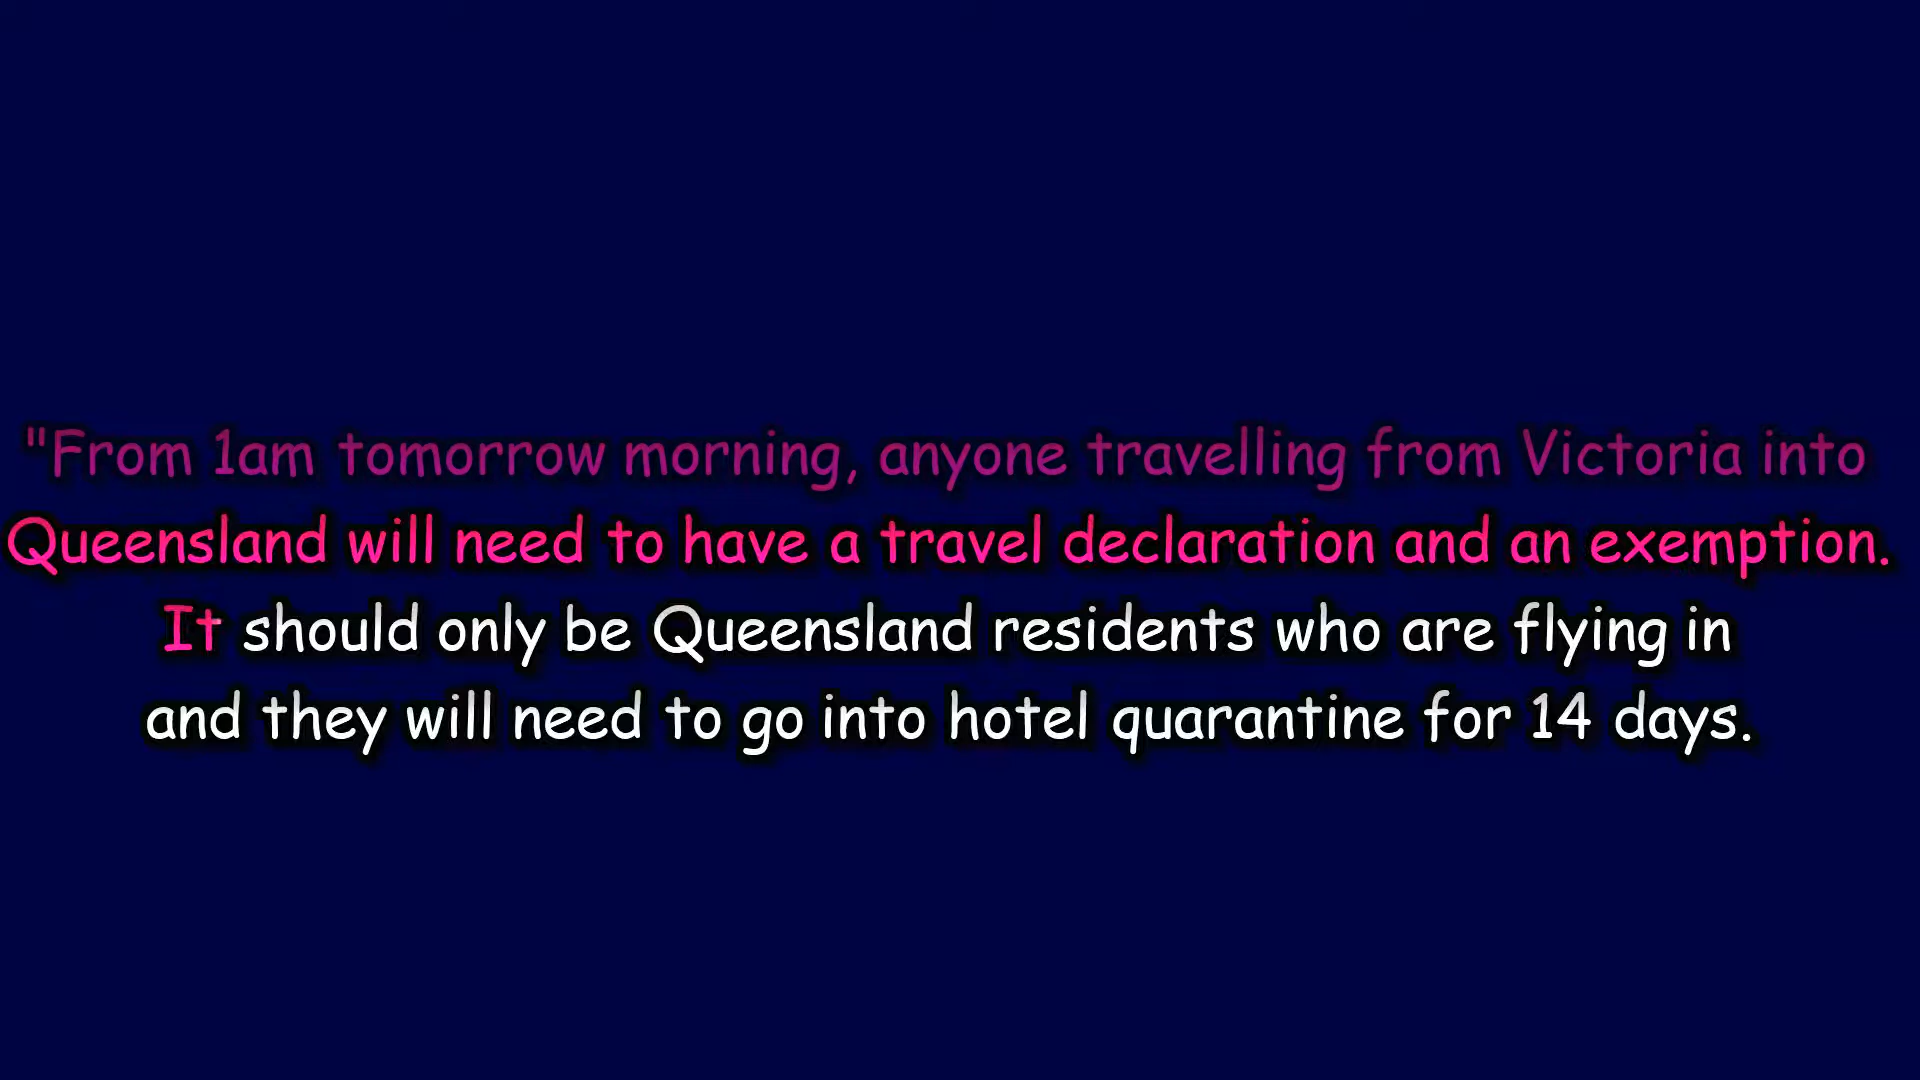 "From 1am tomorrow morning, anyone travelling from Victoria into
Queensland will need to have a travel declaration and an exemption.
It should only be Queensland residents who are flying in
and they will need to go into hotel quarantine for 14 days.